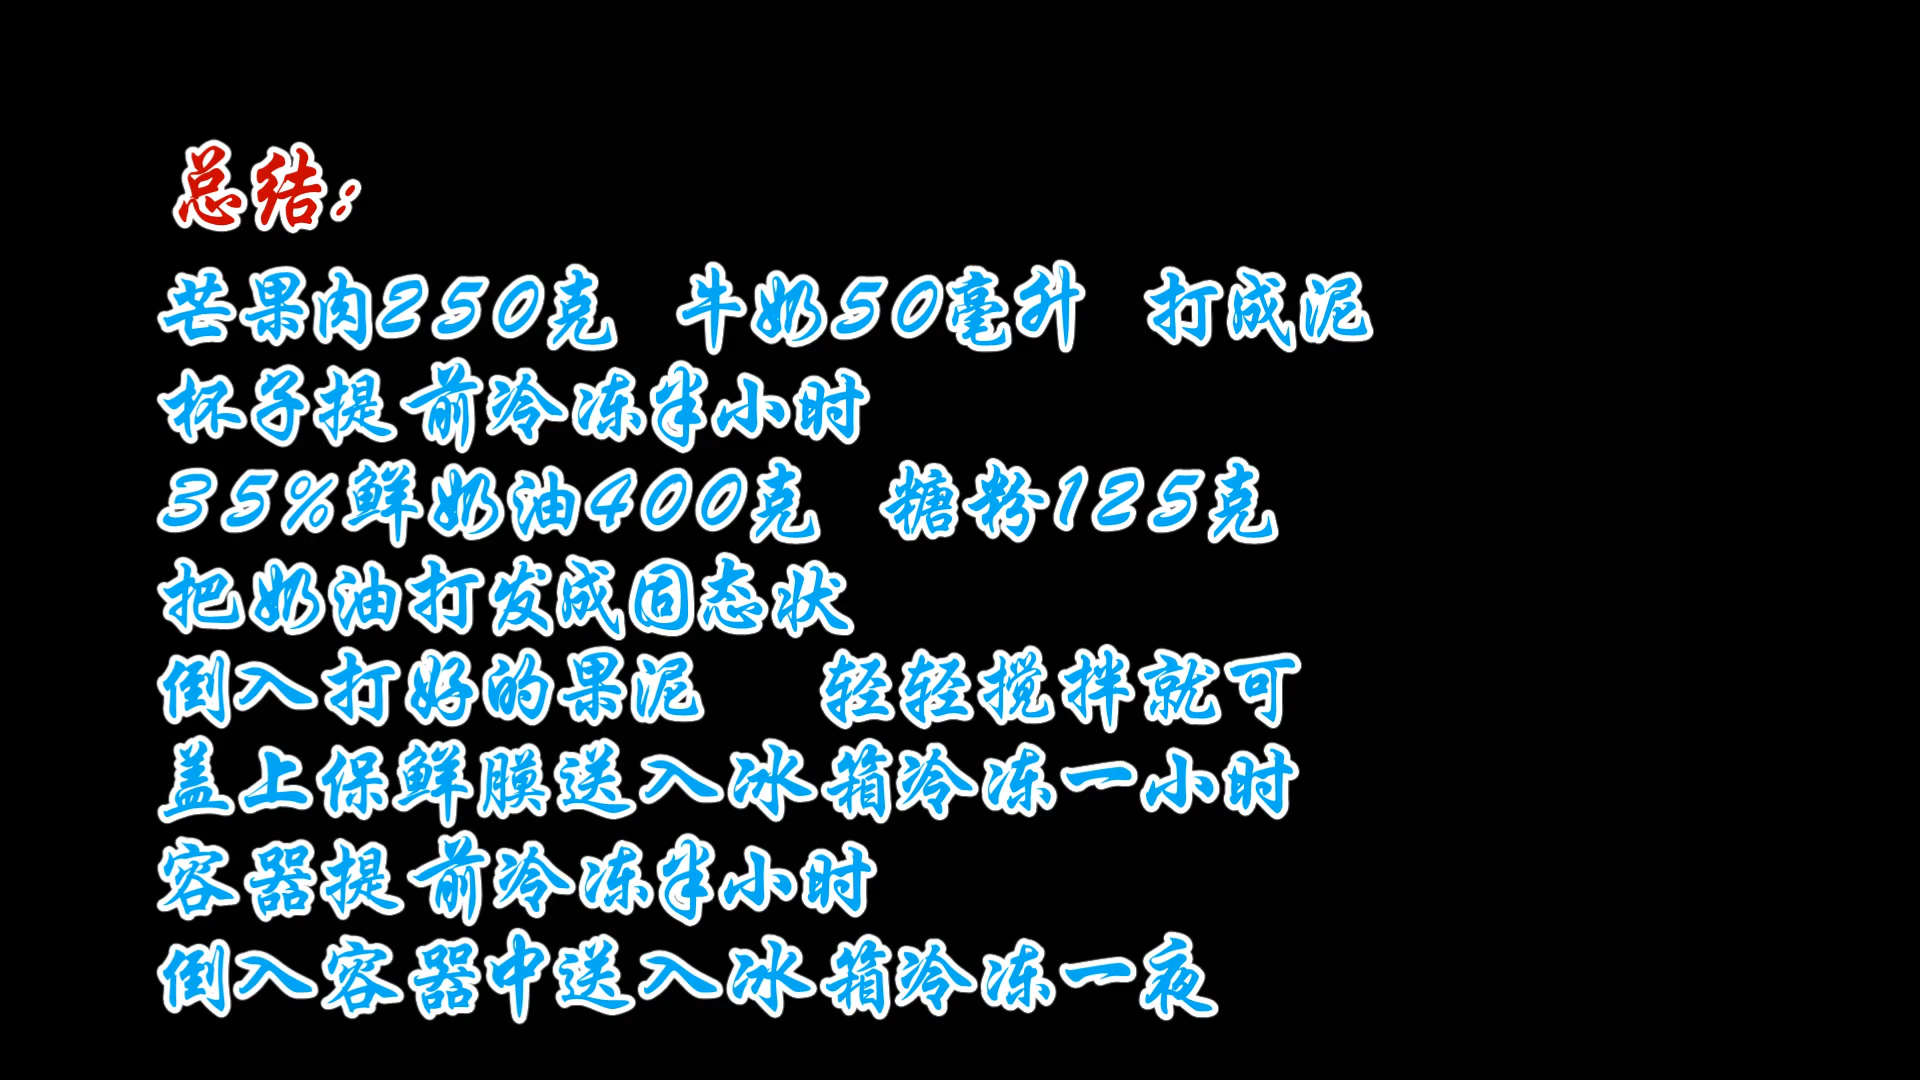 总结:
芒果肉250克 牛奶50毫升 打成泥
杯子提前冷冻半小时
35%鲜奶油400克 糖粉125克
把奶油打发成固态状
倒入打好的果泥 轻轻搅拌就可
盖上保鲜膜送入冰箱冷冻一小时
容器提前冷冻半小时
倒入容器中送入冰箱冷冻一夜